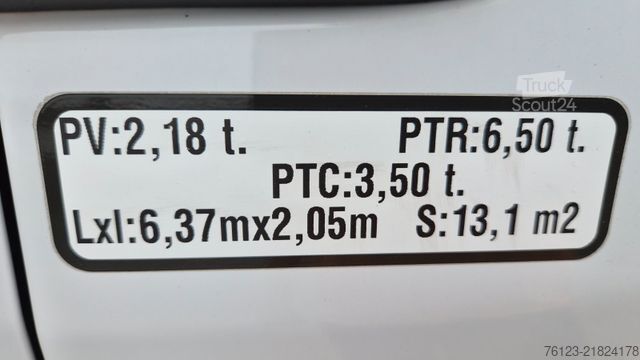 Truck
Scout24
PV:2,18 t. PTR:6,50 t.
PTC:3,50 t.
Lxl:6,37mx2,05m S:13,1 m2
76123-21824178